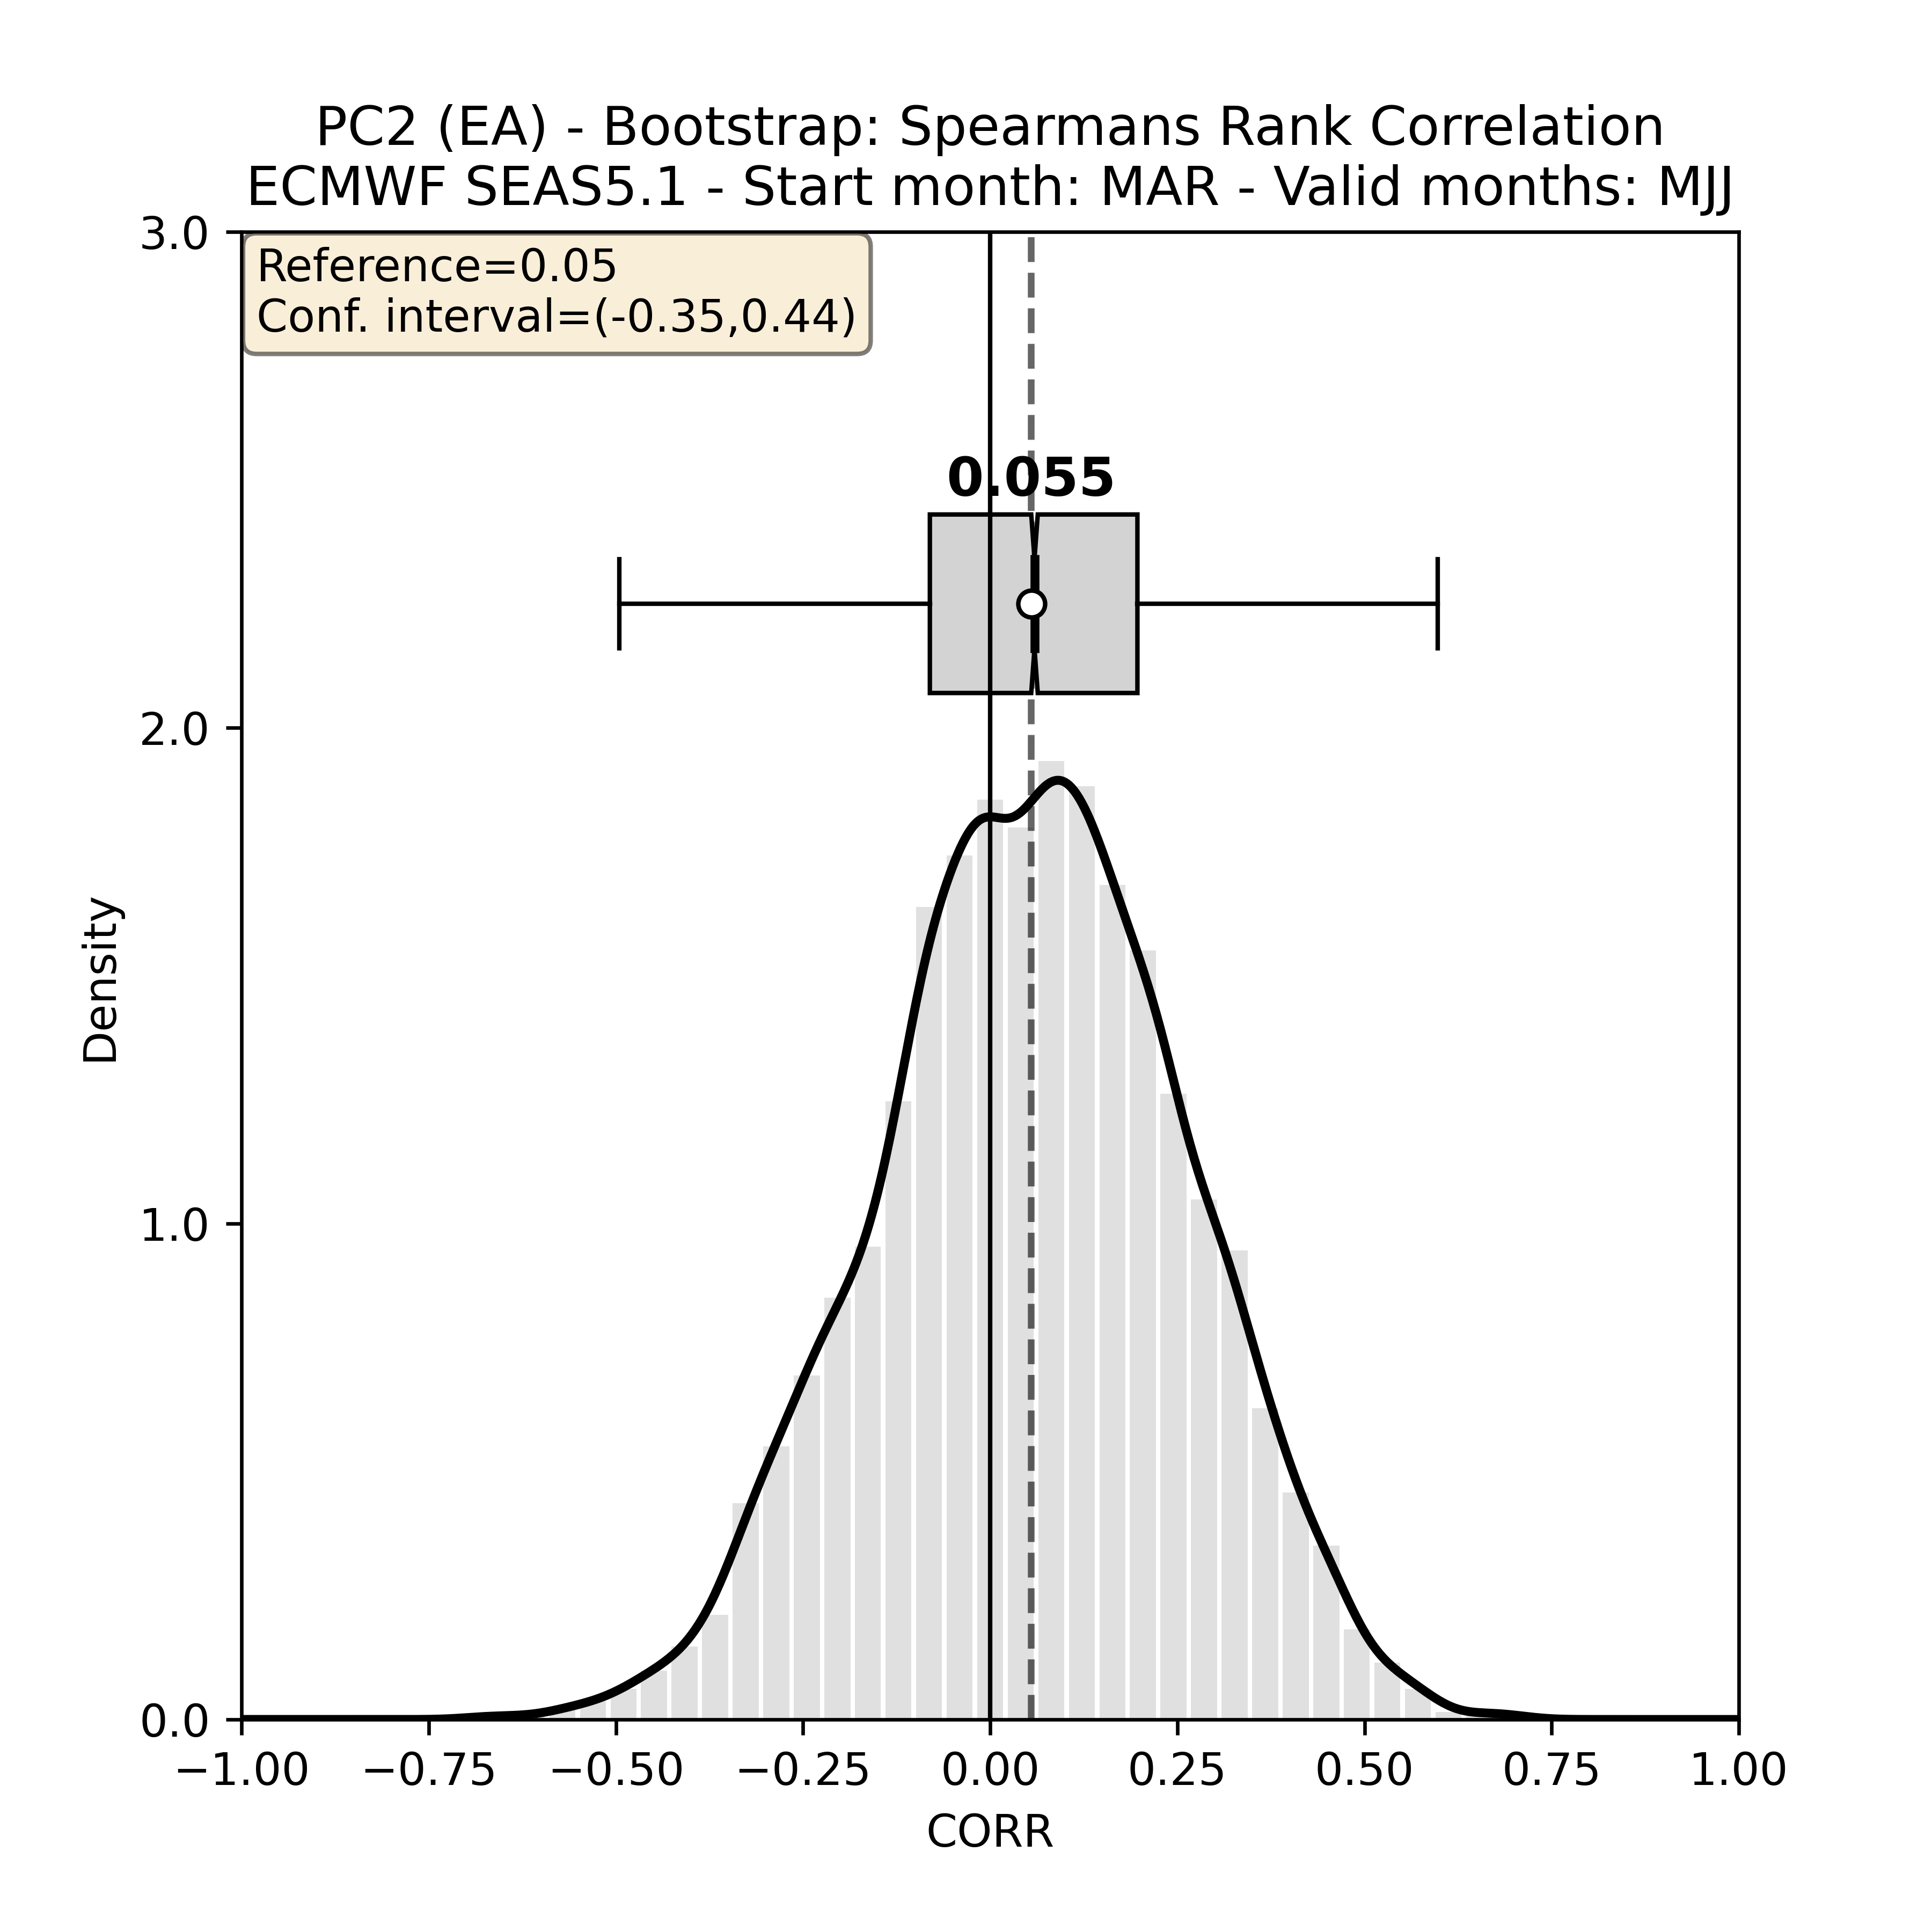 PC2 (EA) - Bootstrap: Spearmans Rank Correlation
ECMWF SEAS5.1 - Start month: MAR - Valid months: MJJ
3.0
Reference=0.05
Conf. interval=(-0.35,0.44)
0.055
2.0
Density
1.0
0.0
−1.00 −0.75 −0.50 −0.25 0.00 0.25 0.50 0.75 1.00
CORR